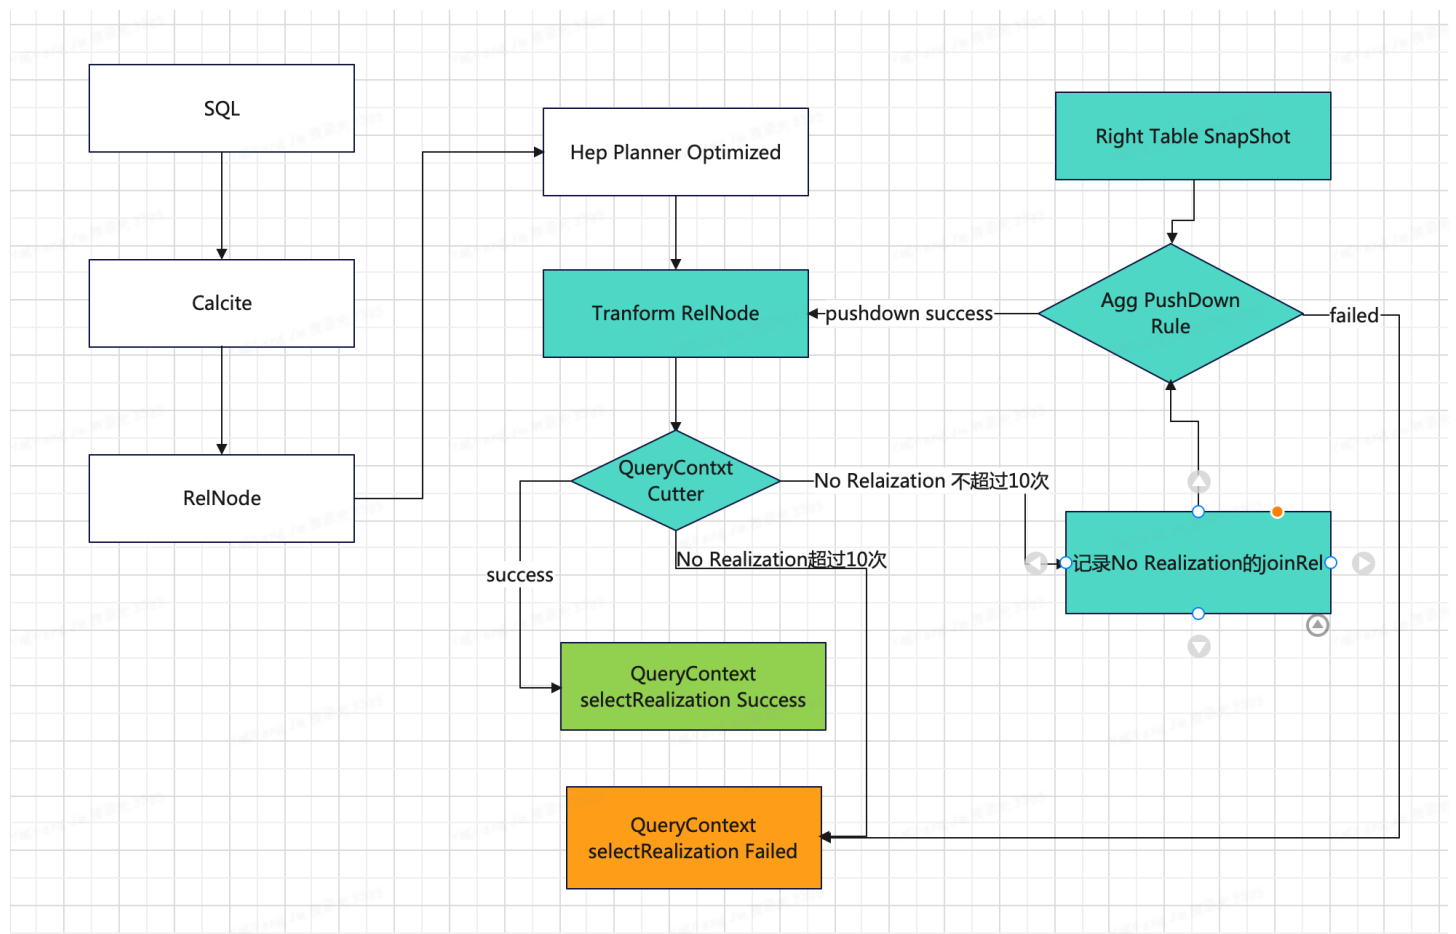 SQL
Calcite
RelNode
Hep Planner Optimized
Tranform RelNode
QueryContxt
Cutter
success
No Realization超过10次
No Relaization 不超过10次
QueryContext
selectRealization Success
QueryContext
selectRealization Failed
Right Table SnapShot
Agg PushDown
Rule
pushdown success
failed
记录No Realization的joinRel